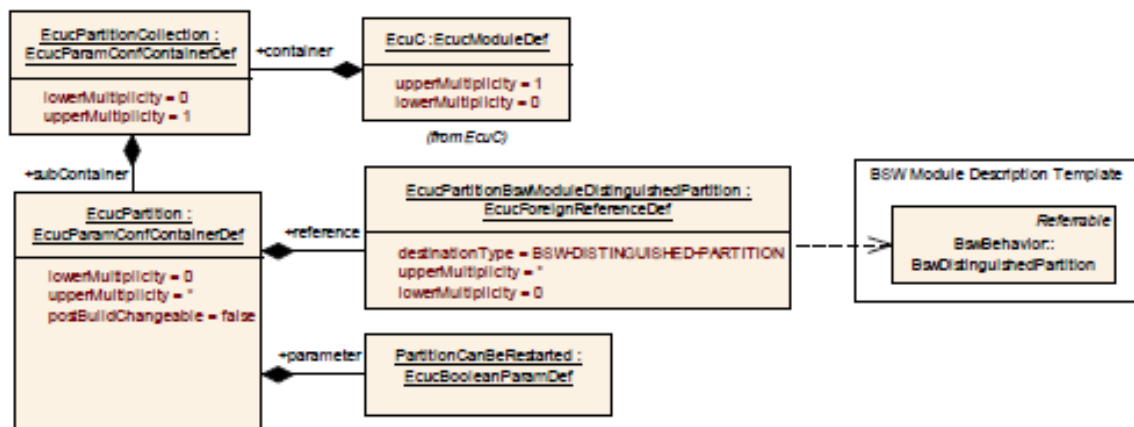 EcucPartitionCollection :
EcucParamConfContainerDef
lowerMultiplicity = 0
upperMultiplicity = 1
+container
EcuC :EcucModuleDef
upperMultiplicity = 1
lowerMultiplicity = 0
(from EcuC)
+subContainer
EcucPartition :
EcucParamConfContainerDef
lowerMultiplicity = 0
upperMultiplicity = *
postBuildChangeable = false
+reference
EcucPartitionBswModuleDistinguishedPartition :
EcucForeignReferenceDef
destinationType = BSW-DISTINGUISHED-PARTITION
upperMultiplicity = *
lowerMultiplicity = 0
BSW Module Description Template
Referrable
BswBehavior::
BswDistinguishedPartition
+parameter
PartitionCanBeRestarted :
EcucBooleanParamDef